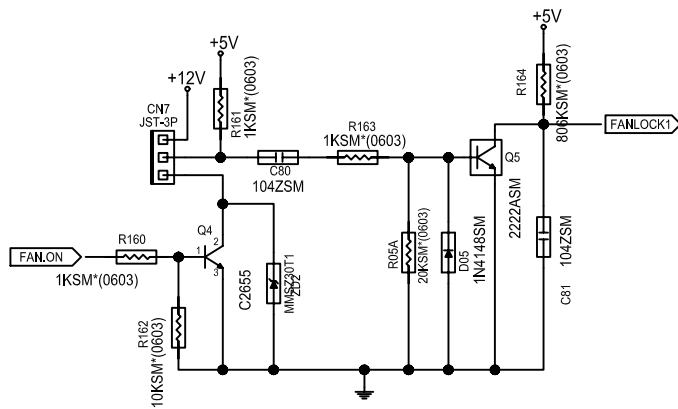 +5V
+5V
+12V
CN7
JST-3P
R161
1KSM*(0603)
R164
806KSM*(0603)
R163
1KSM*(0603)
FANLOCK1
Q5
2222ASM
C80
104ZSM
R05A
20KSM*(0603)
D05
1N4148SM
104ZSM
C81
Q4
1
2
3
C2655
MMSZ30T1
ZD2
FAN.ON
R160
1KSM*(0603)
R162
10KSM*(0603)